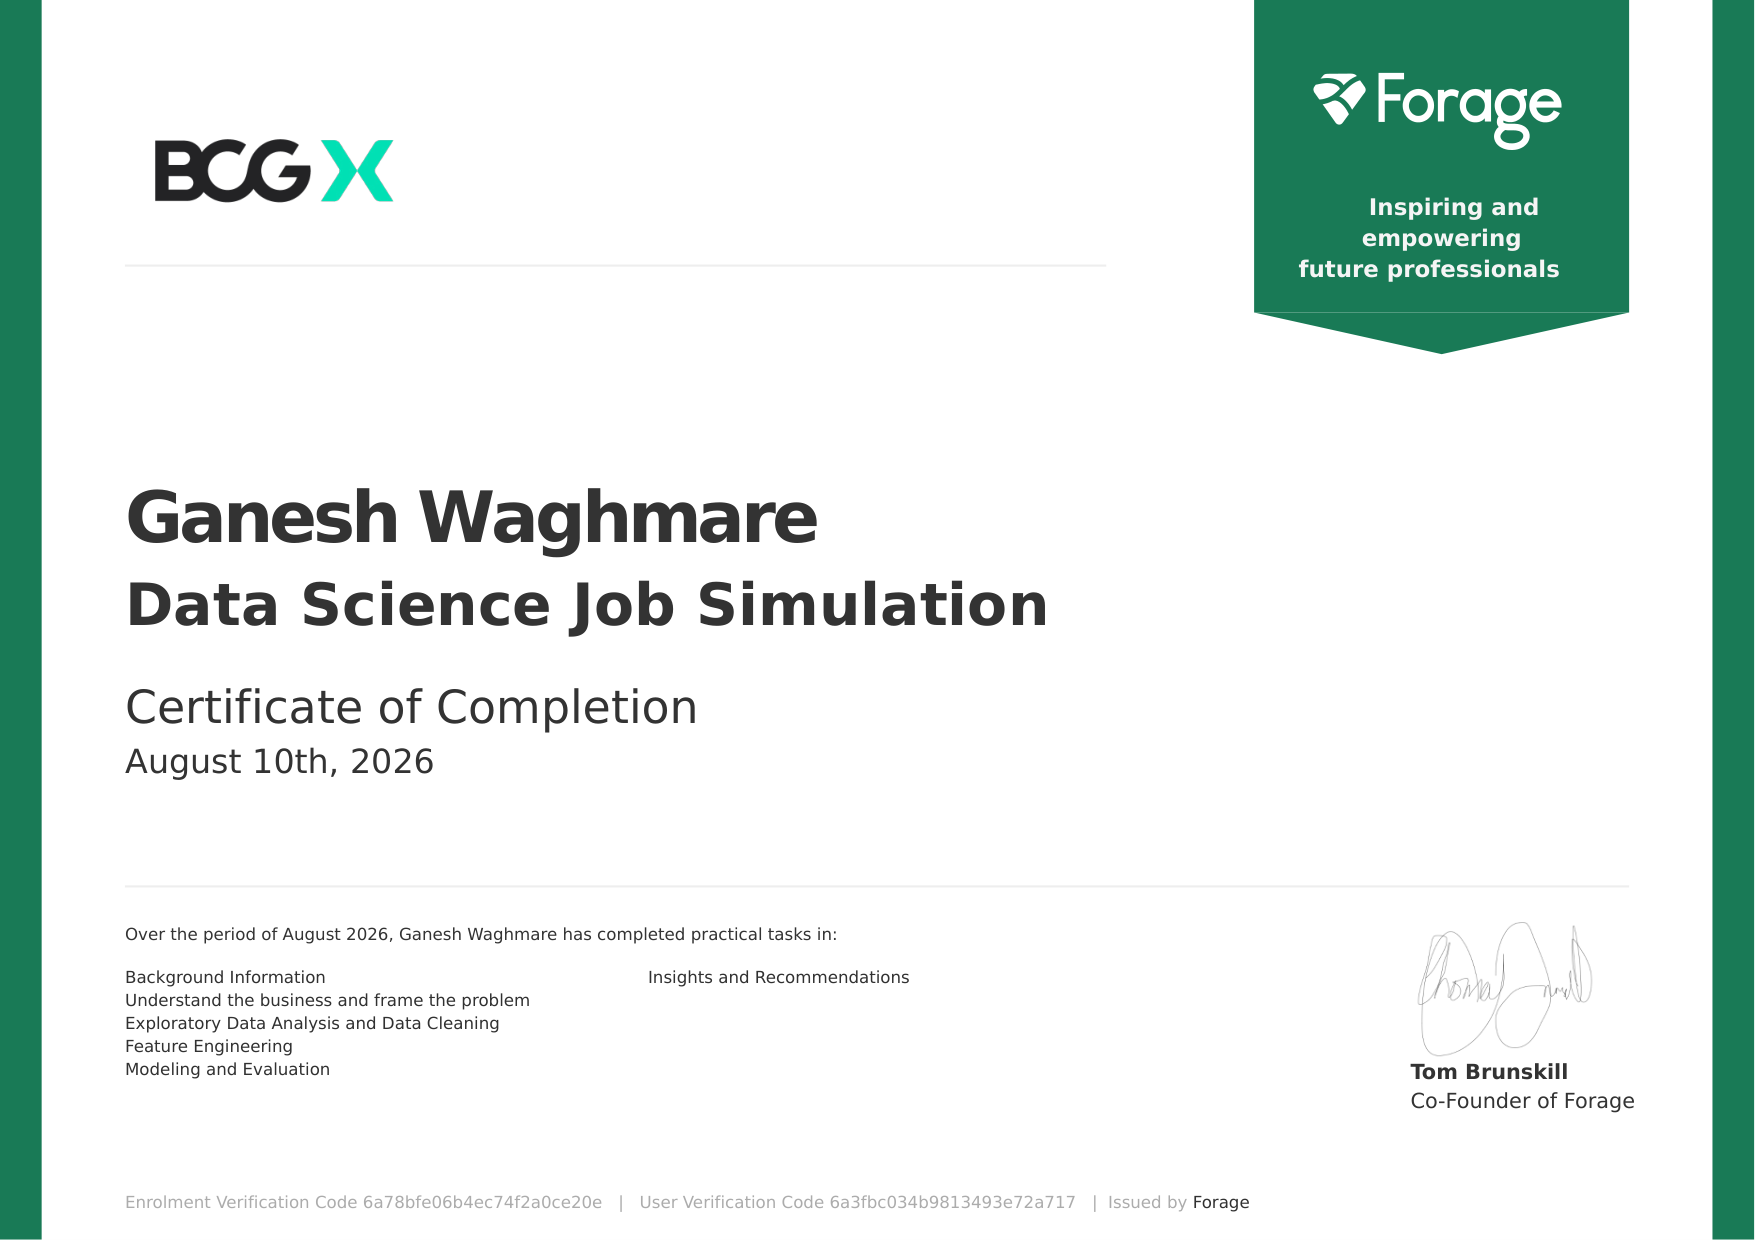 BCG X
Forage
Inspiring and
empowering
future professionals
Ganesh Waghmare
Data Science Job Simulation
Certificate of Completion
August 10th, 2026
Over the period of August 2026, Ganesh Waghmare has completed practical tasks in:
Background Information
Understand the business and frame the problem
Exploratory Data Analysis and Data Cleaning
Feature Engineering
Modeling and Evaluation
Insights and Recommendations
Tom Brunskill
Co-Founder of Forage
Enrolment Verification Code 6a78bfe06b4ec74f2a0ce20e | User Verification Code 6a3fbc034b9813493e72a717 | Issued by Forage